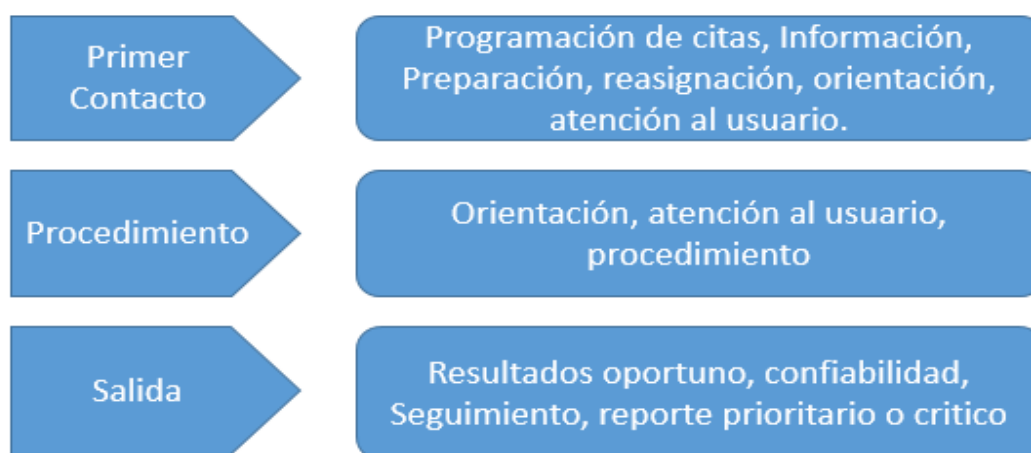 Primer
Contacto
Programación de citas, Información,
Preparación, reasignación, orientación,
atención al usuario.
Procedimiento
Orientación, atención al usuario,
procedimiento
Salida
Resultados oportuno, confiabilidad,
Seguimiento, reporte prioritario o critico